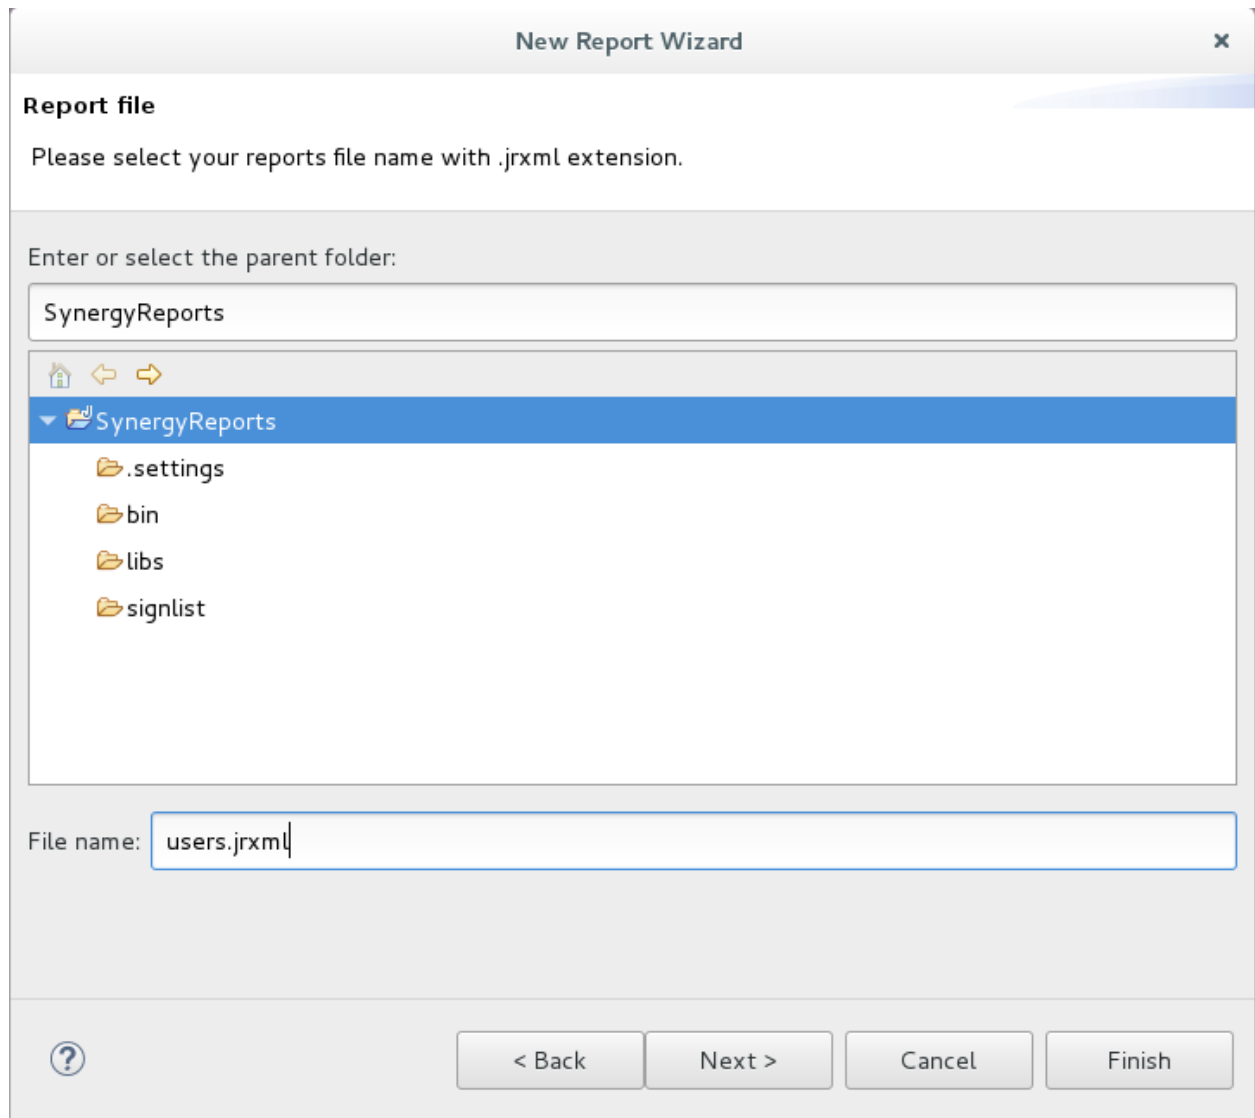 New Report Wizard
Report file
Please select your reports file name with .jrxml extension.
Enter or select the parent folder:
SynergyReports
SynergyReports
.settings
bin
libs
signlist
File name: users.jrxml
< Back Next > Cancel Finish